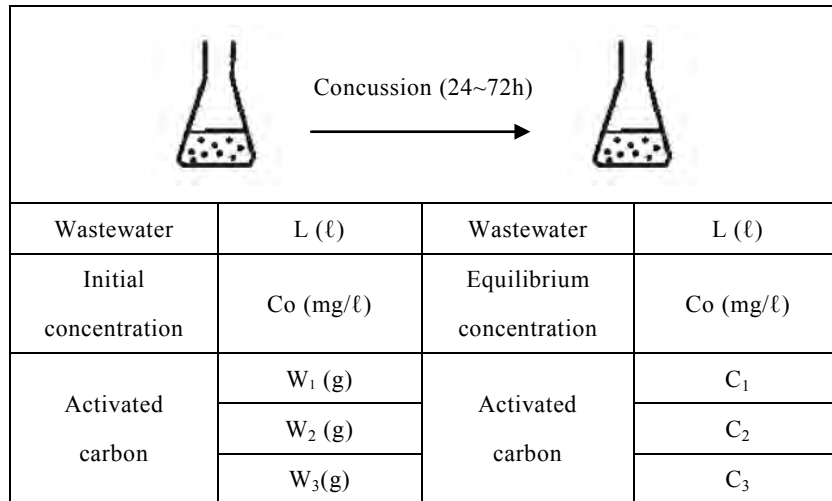 Concussion (24~72h)
Wastewater L (ℓ) Wastewater L (ℓ)
Initial concentration Co (mg/ℓ) Equilibrium concentration Co (mg/ℓ)
Activated carbon W₁ (g) Activated carbon C₁
W₂ (g) C₂
W₃(g) C₃